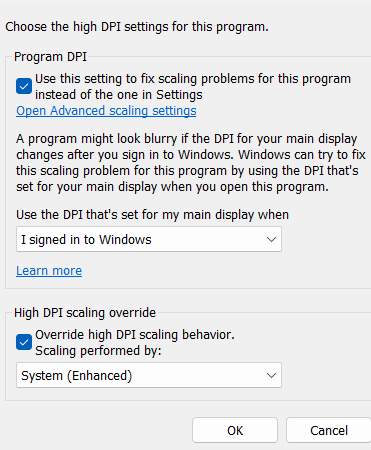 Choose the high DPI settings for this program.
Program DPI
Use this setting to fix scaling problems for this program
instead of the one in Settings
Open Advanced scaling settings
A program might look blurry if the DPI for your main display
changes after you sign in to Windows. Windows can try to fix
this scaling problem for this program by using the DPI that's
set for your main display when you open this program.
Use the DPI that's set for my main display when
I signed in to Windows
Learn more
High DPI scaling override
Override high DPI scaling behavior.
Scaling performed by:
System (Enhanced)
OK
Cancel